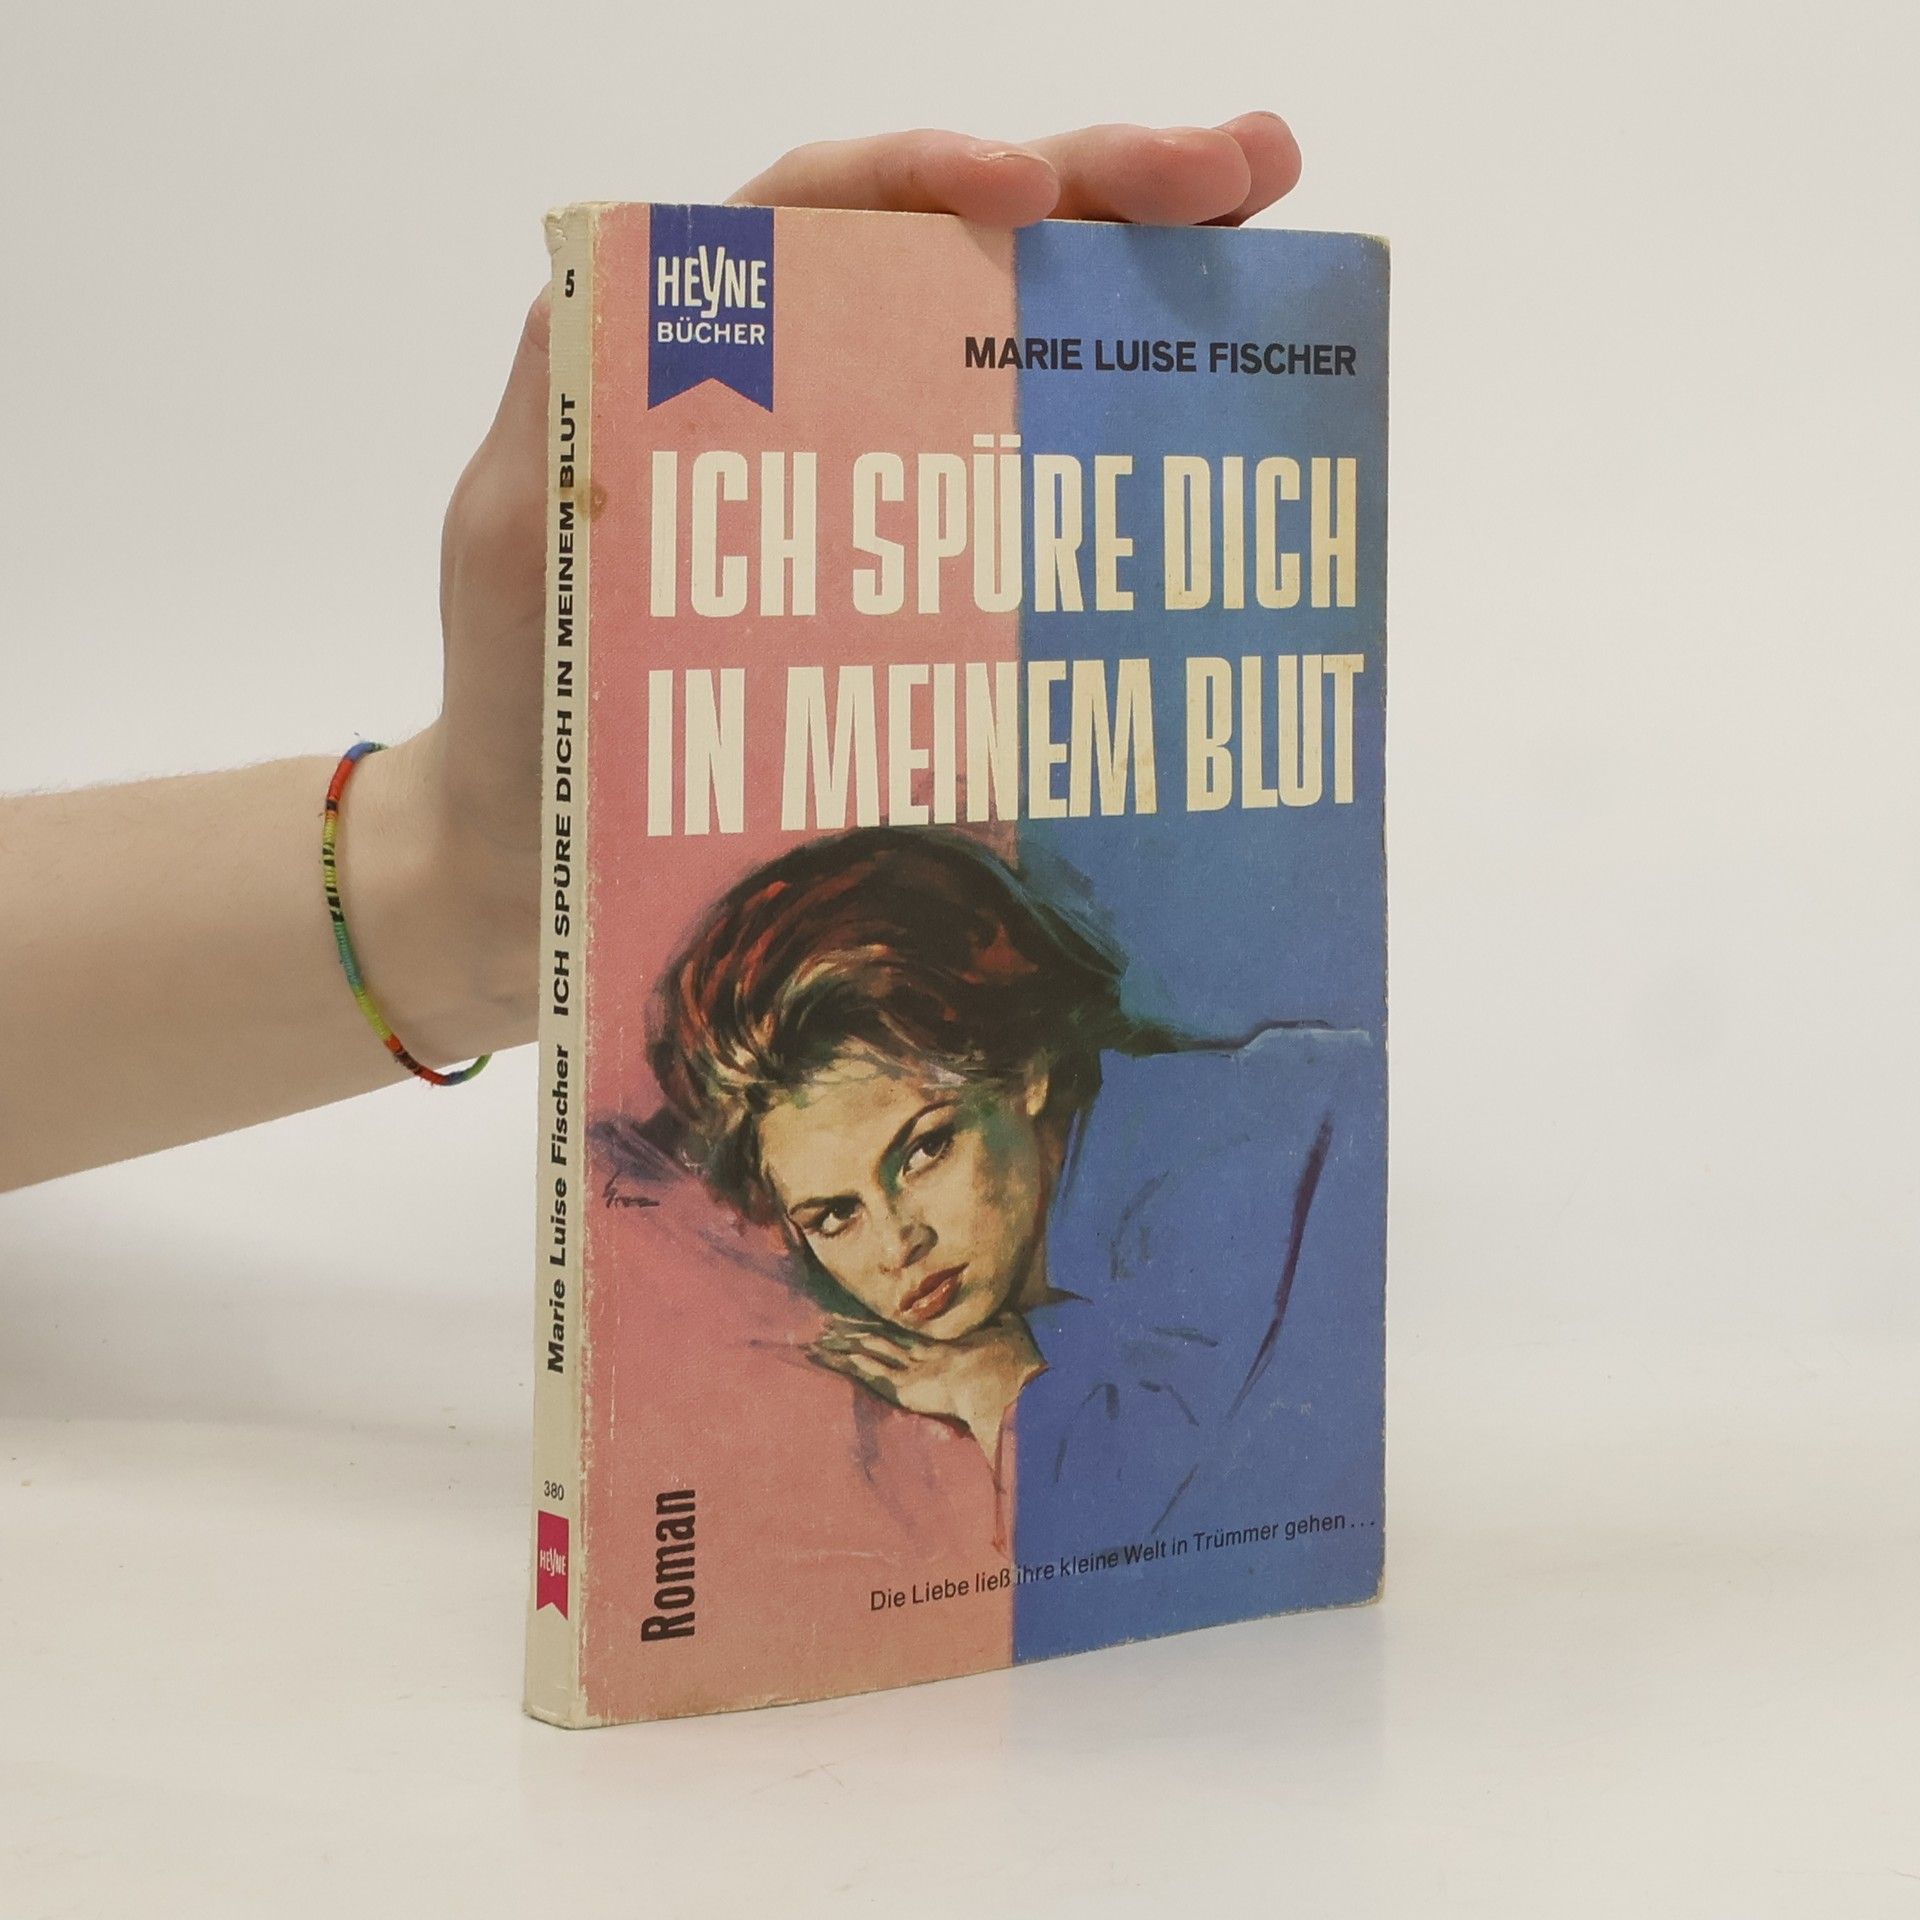 5
Marie Luise Fischer ICH SPÜRE DICH IN MEINEM BLUT
380
HEYNE
HEYNE
BÜCHER
MARIE LUISE FISCHER
ICH SPÜRE DICH
IN MEINEM BLUT
Roman
Die Liebe ließ ihre kleine Welt in Trümmer gehen...